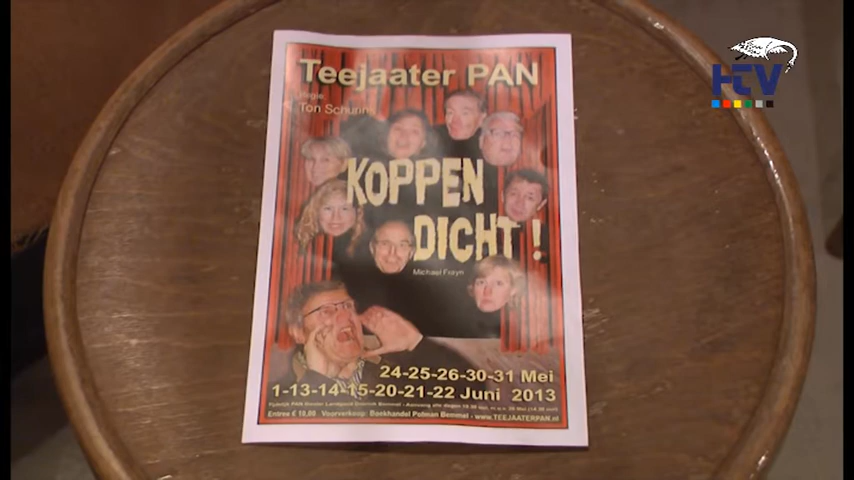 HTV
Teejaater PAN
Regie:
Ton Schunns
KOPPEN
DICHT !
Michael Frayn
24-25-26-30-31 Mei
1-13-14-15-20-21-22 Juni 2013
Entree € 10,00 Voorverkoop: Boekhandel Polman Bemmel - www.TEEJAATERPAN.nl